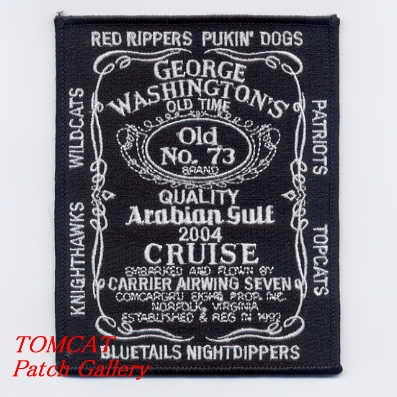 RED RIPPERS PUKIN' DOGS
WILDCATS
KNIGHTHAWKS
GEORGE
WASHINGTON'S
OLD TIME
Old
No. 73
BRAND
QUALITY
Arabian Gulf
2004
CRUISE
EMBARKED AND FLOWN BY
CARRIER AIRWING SEVEN
COMCARGRU EIGHT PROP. INC.
NORFOLK, VIRGINIA
ESTABLISHED & REG IN 1992
PATRIOTS
TOPCATS
BLUETAILS NIGHTDIPPERS
TOMCAT
Patch Gallery